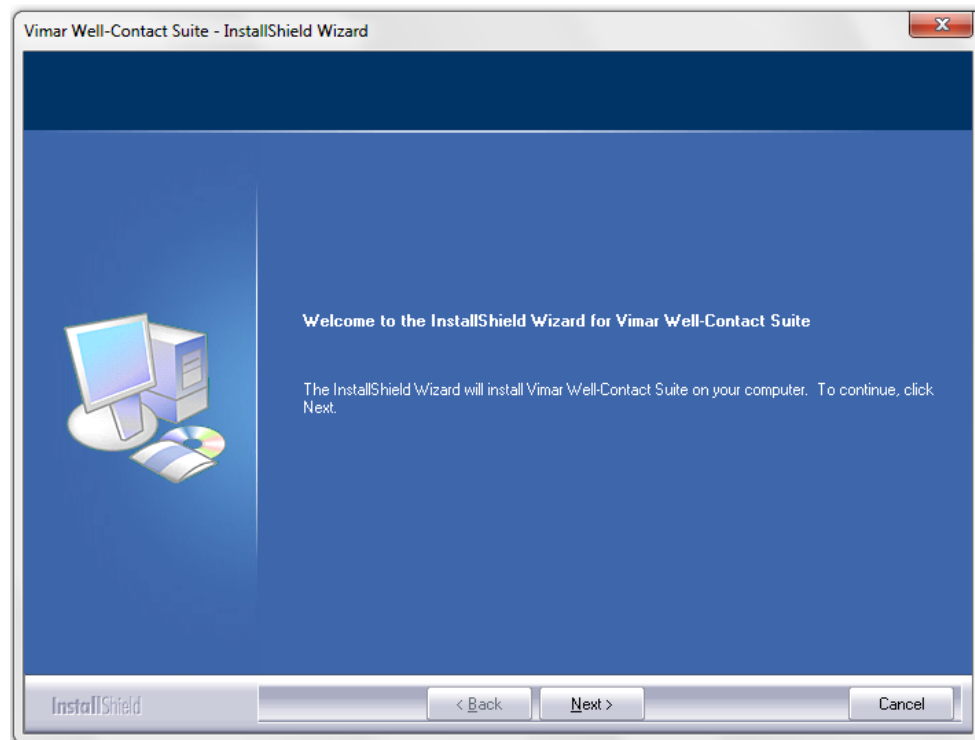 Vimar Well-Contact Suite - InstallShield Wizard
Welcome to the InstallShield Wizard for Vimar Well-Contact Suite
The InstallShield Wizard will install Vimar Well-Contact Suite on your computer. To continue, click
Next.
InstallShield
< Back
Next >
Cancel